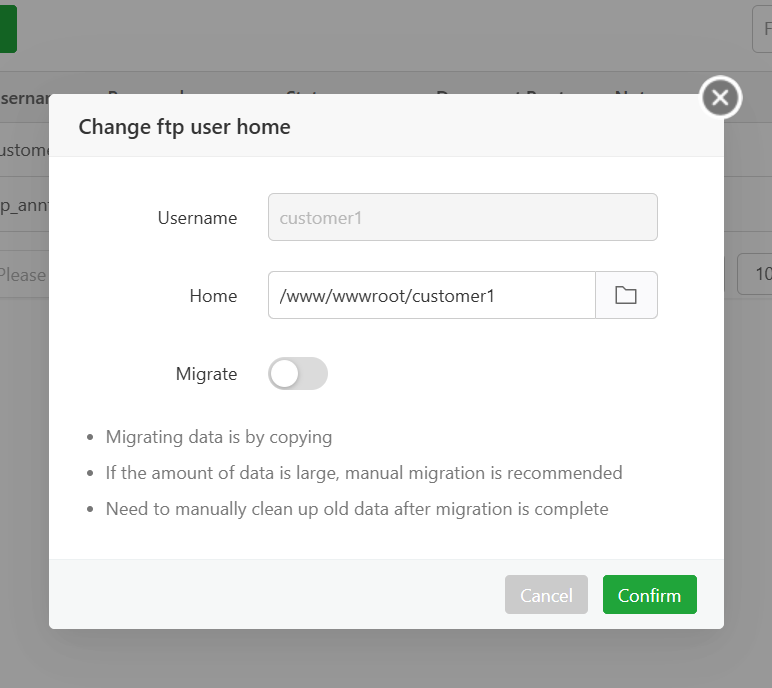 Change ftp user home
Username customer1
Home /www/wwwroot/customer1
Migrate
Migrating data is by copying
If the amount of data is large, manual migration is recommended
Need to manually clean up old data after migration is complete
Cancel Confirm
Please
10